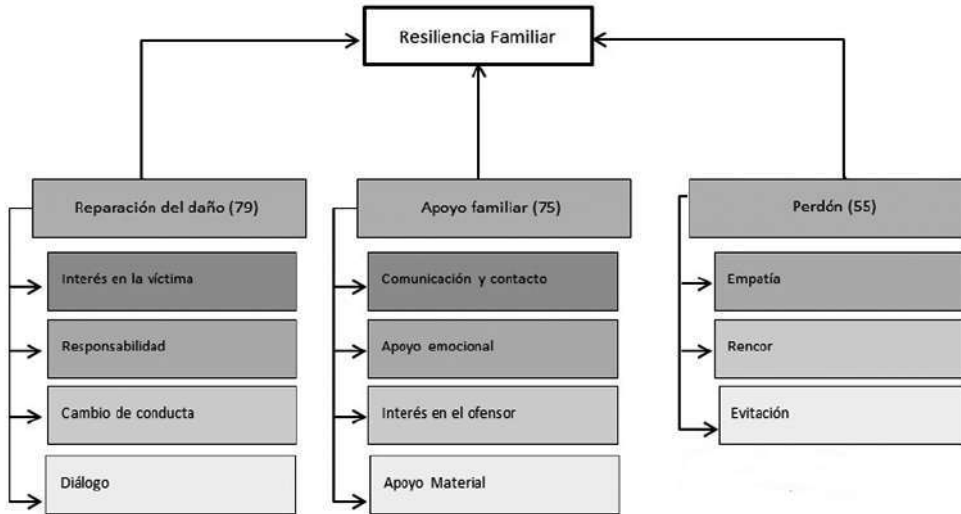 Resiliencia Familiar
Reparación del daño (79)
Interés en la víctima
Responsabilidad
Cambio de conducta
Diálogo
Apoyo familiar (75)
Comunicación y contacto
Apoyo emocional
Interés en el ofensor
Apoyo Material
Perdón (55)
Empatía
Rencor
Evitación